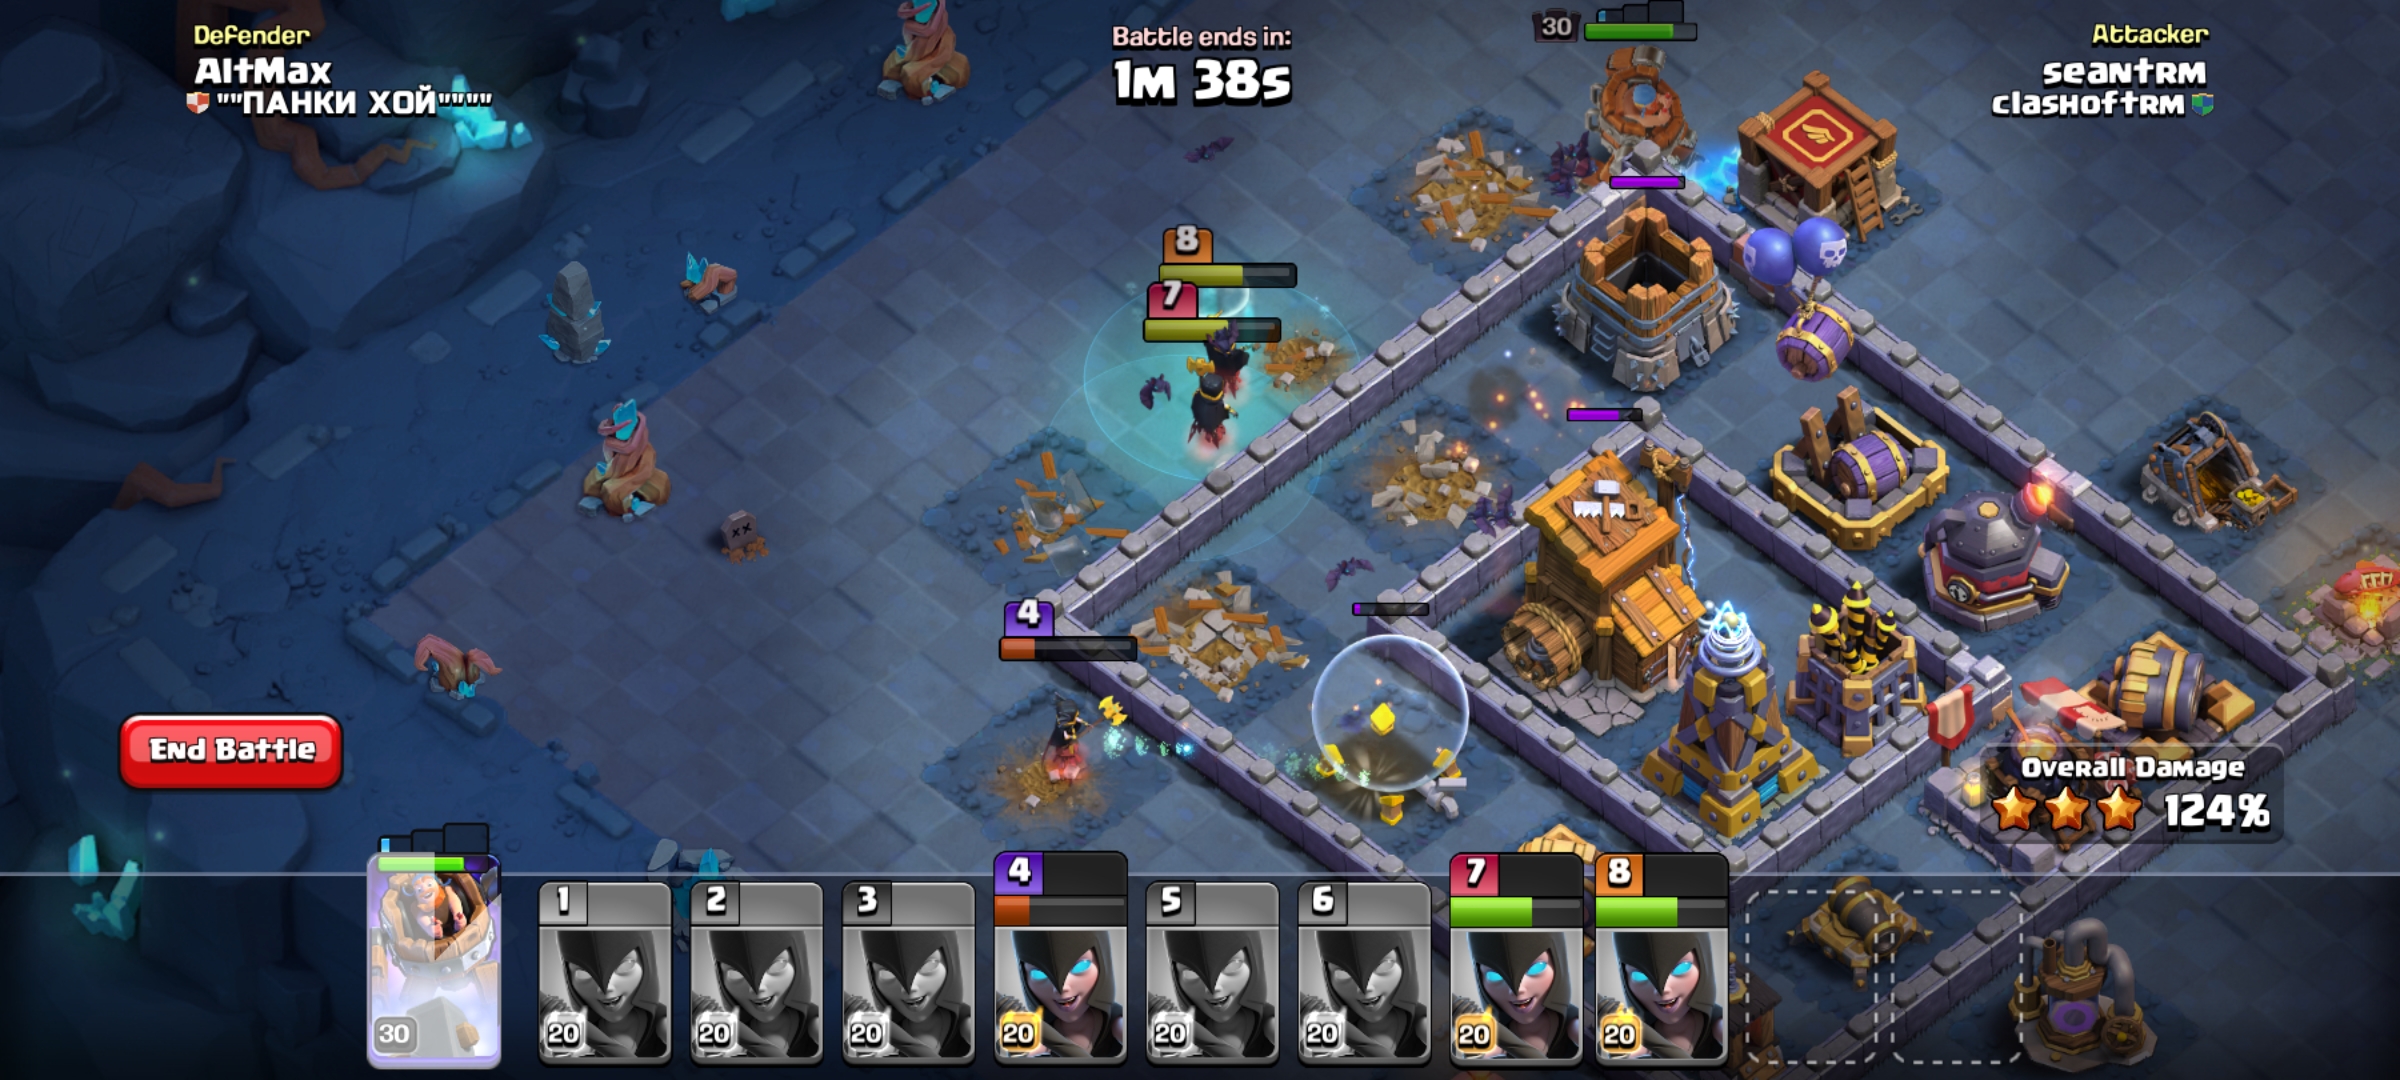 Defender
AltMax
""ПАНКИ ХОЙ""""
Battle ends in:
1M 38s
30
Attacker
seantRM
clashoftRM
8
7
4
End Battle
Overall Damage
124%
30
1
20
2
20
3
20
4
20
5
20
6
20
7
20
8
20